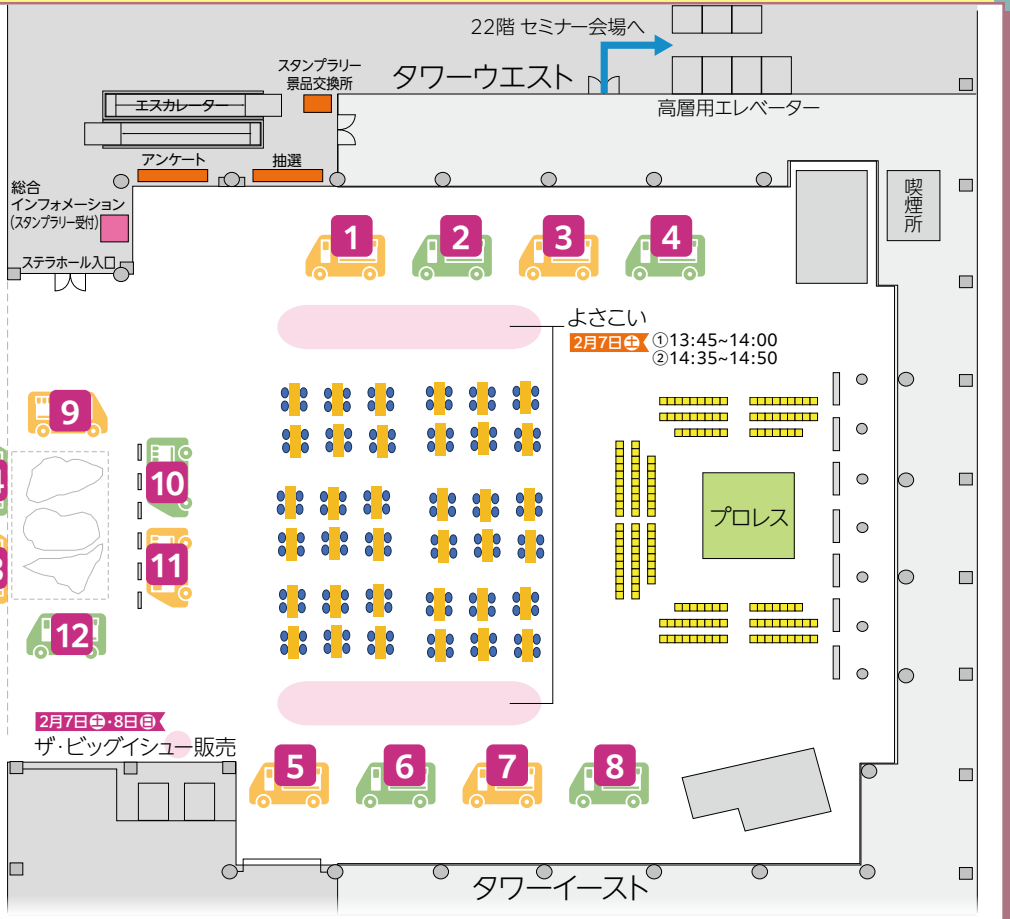 22階 セミナー会場へ
スタンプラリー
景品交換所
タワーウエスト
エスカレーター
高層用エレベーター
アンケート
抽選
総合
インフォメーション
(スタンプラリー受付)
喫煙所
ステラホール入口
1
2
3
4
よさこい
2月7日㊏ ①13:45~14:00
②14:35~14:50
9
10
プロレス
11
12
2月7日㊏・8日㊐
ザ・ビッグイシュー販売
5
6
7
8
タワーイースト